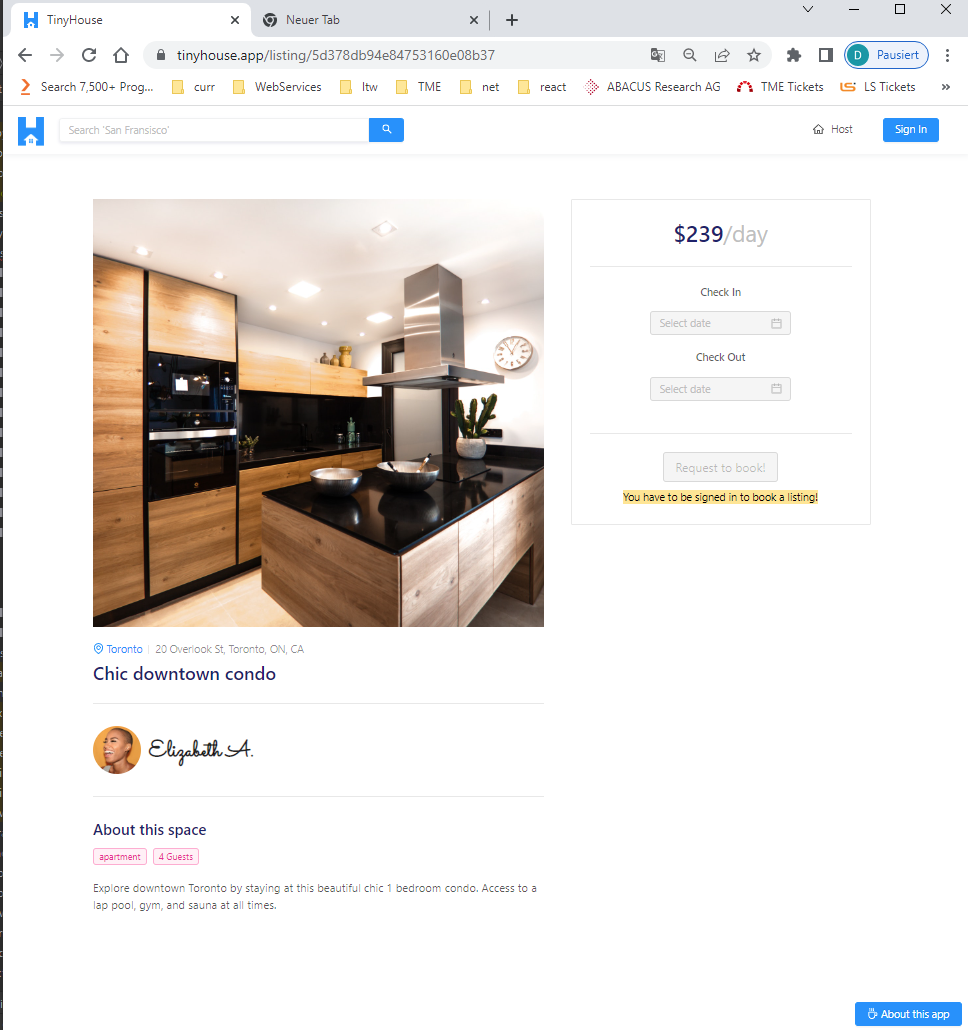 TinyHouse
Neuer Tab
tinyhouse.app/listing/5d378db94e84753160e08b37
D Pausiert
Search 7,500+ Prog...
curr
WebServices
ltw
TME
net
react
ABACUS Research AG
TME Tickets
LS Tickets
»
Search 'San Fransisco'
Host
Sign In
$239/day
Check In
Select date
Check Out
Select date
Request to book!
You have to be signed in to book a listing!
Toronto | 20 Overlook St, Toronto, ON, CA
Chic downtown condo
Elizabeth A.
About this space
apartment
4 Guests
Explore downtown Toronto by staying at this beautiful chic 1 bedroom condo. Access to a
lap pool, gym, and sauna at all times.
About this app